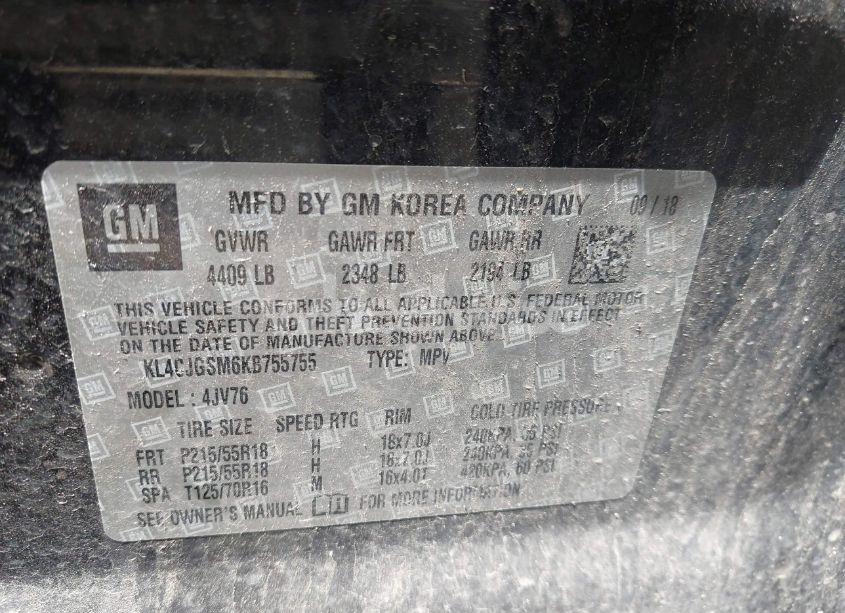 GM
MFD BY GM KOREA COMPANY 09 / 18
GVWR GAWR FRT GAWR RR
4409 LB 2348 LB 2194 LB
THIS VEHICLE CONFORMS TO ALL APPLICABLE U.S. FEDERAL MOTOR
VEHICLE SAFETY AND THEFT PREVENTION STANDARDS IN EFFECT
ON THE DATE OF MANUFACTURE SHOWN ABOVE.
KL4CJGSM6KB755755 TYPE: MPV
MODEL : 4JV76
TIRE SIZE SPEED RTG RIM COLD TIRE PRESSURE
FRT P215/55R18 H 18x7.0J 240KPA, 35 PSI
RR P215/55R18 H 18x7.0J 240KPA, 35 PSI
SPA T125/70R16 M 16x4.0T 420KPA, 60 PSI
SEE OWNER'S MANUAL FOR MORE INFORMATION